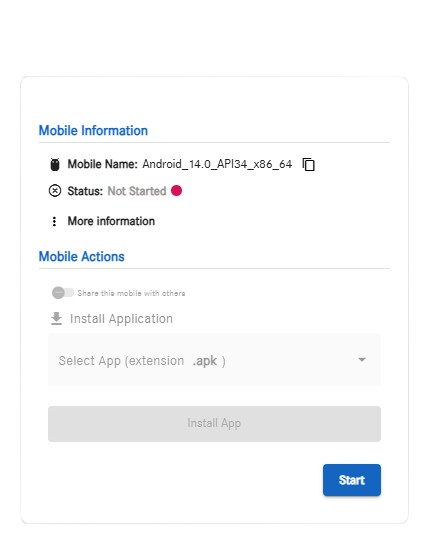 Mobile Information
Mobile Name: Android_14.0_API34_x86_64
Status: Not Started
More information
Mobile Actions
Share this mobile with others
Install Application
Select App (extension .apk )
Install App
Start